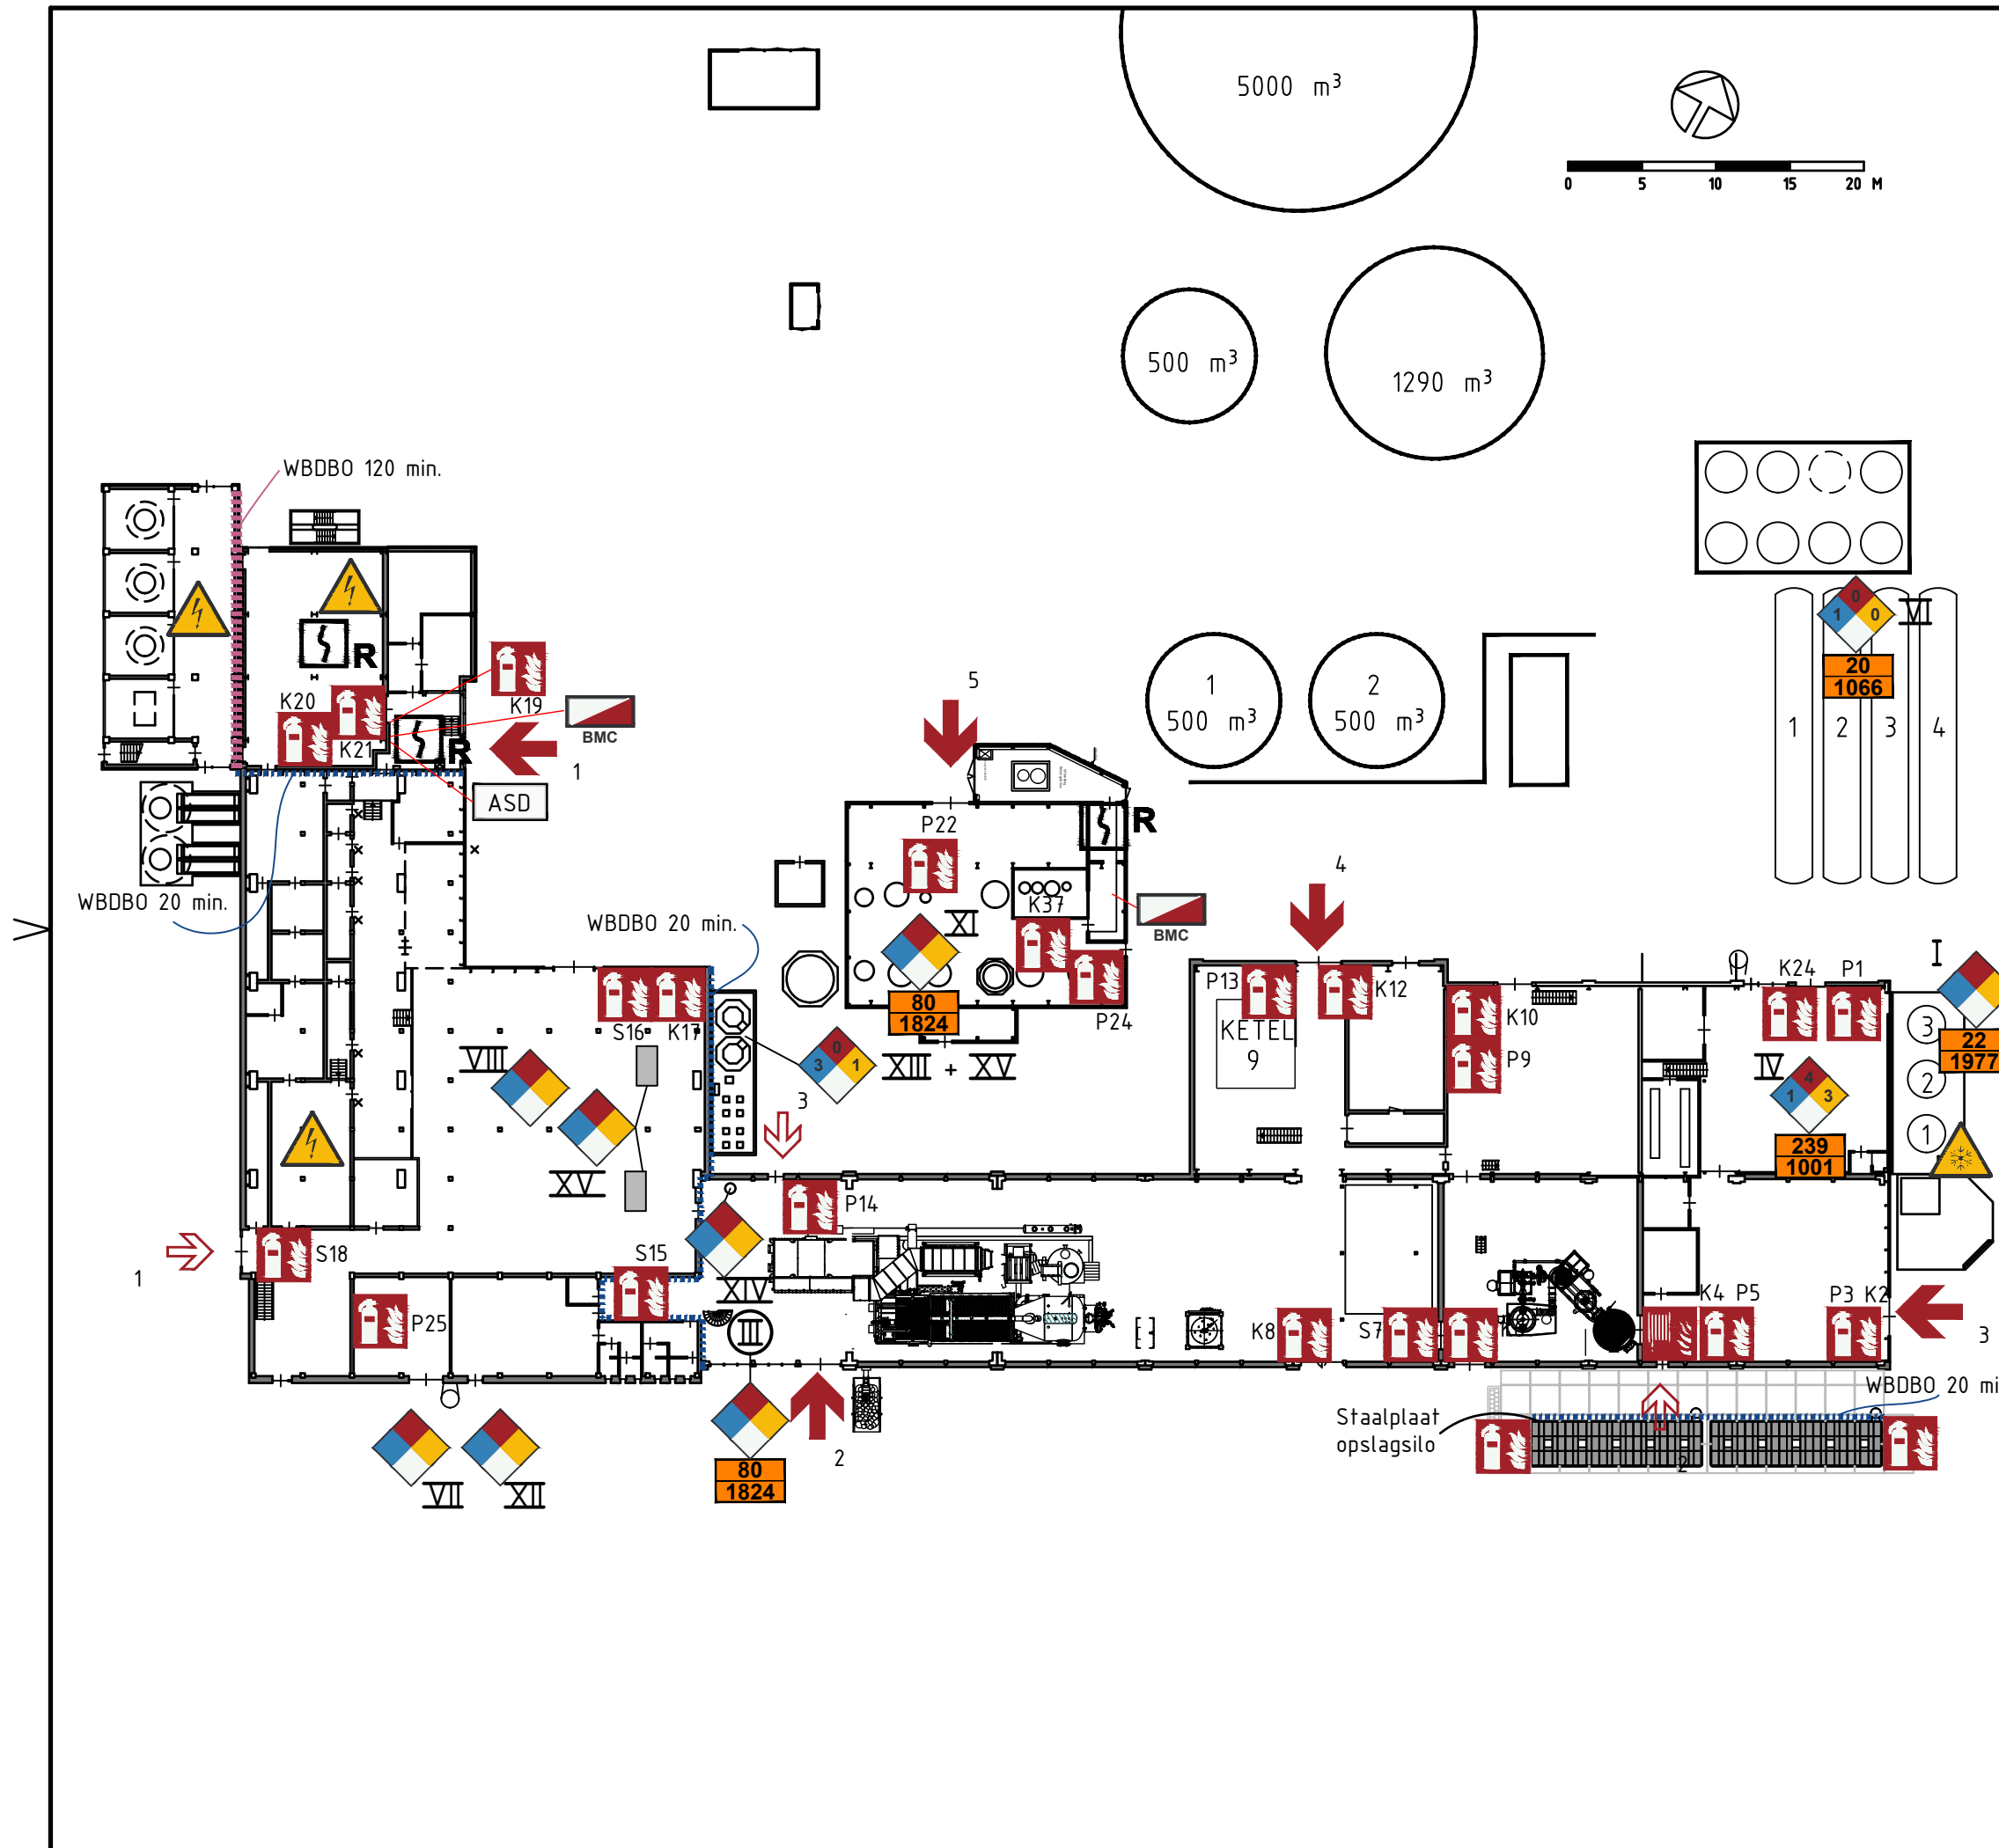 5000 m³
0 5 10 15 20 M
500 m³
1290 m³
WBDBO 120 min.
0
1 0
VI
20
1066
1 2 3 4
R
K20
K21
K19
BMC
R
1
ASD
5
1
500 m³
2
500 m³
P22
R
4
WBDBO 20 min.
K37
XI
BMC
WBDBO 20 min.
V
80
1824
P24
P13
K12
KETEL
9
K10
P9
K24
P1
I
3
2
1
22
1977
S16
K17
VIII
0
3 1
XIII + XV
3
IV
4
1 3
239
1001
XV
P14
S18
1
S15
XIV
III
P25
K8
S7
K4 P5
P3 K2
3
WBDBO 20 mi
Staalplaat
opslagsilo
2
2
80
1824
VII
XII